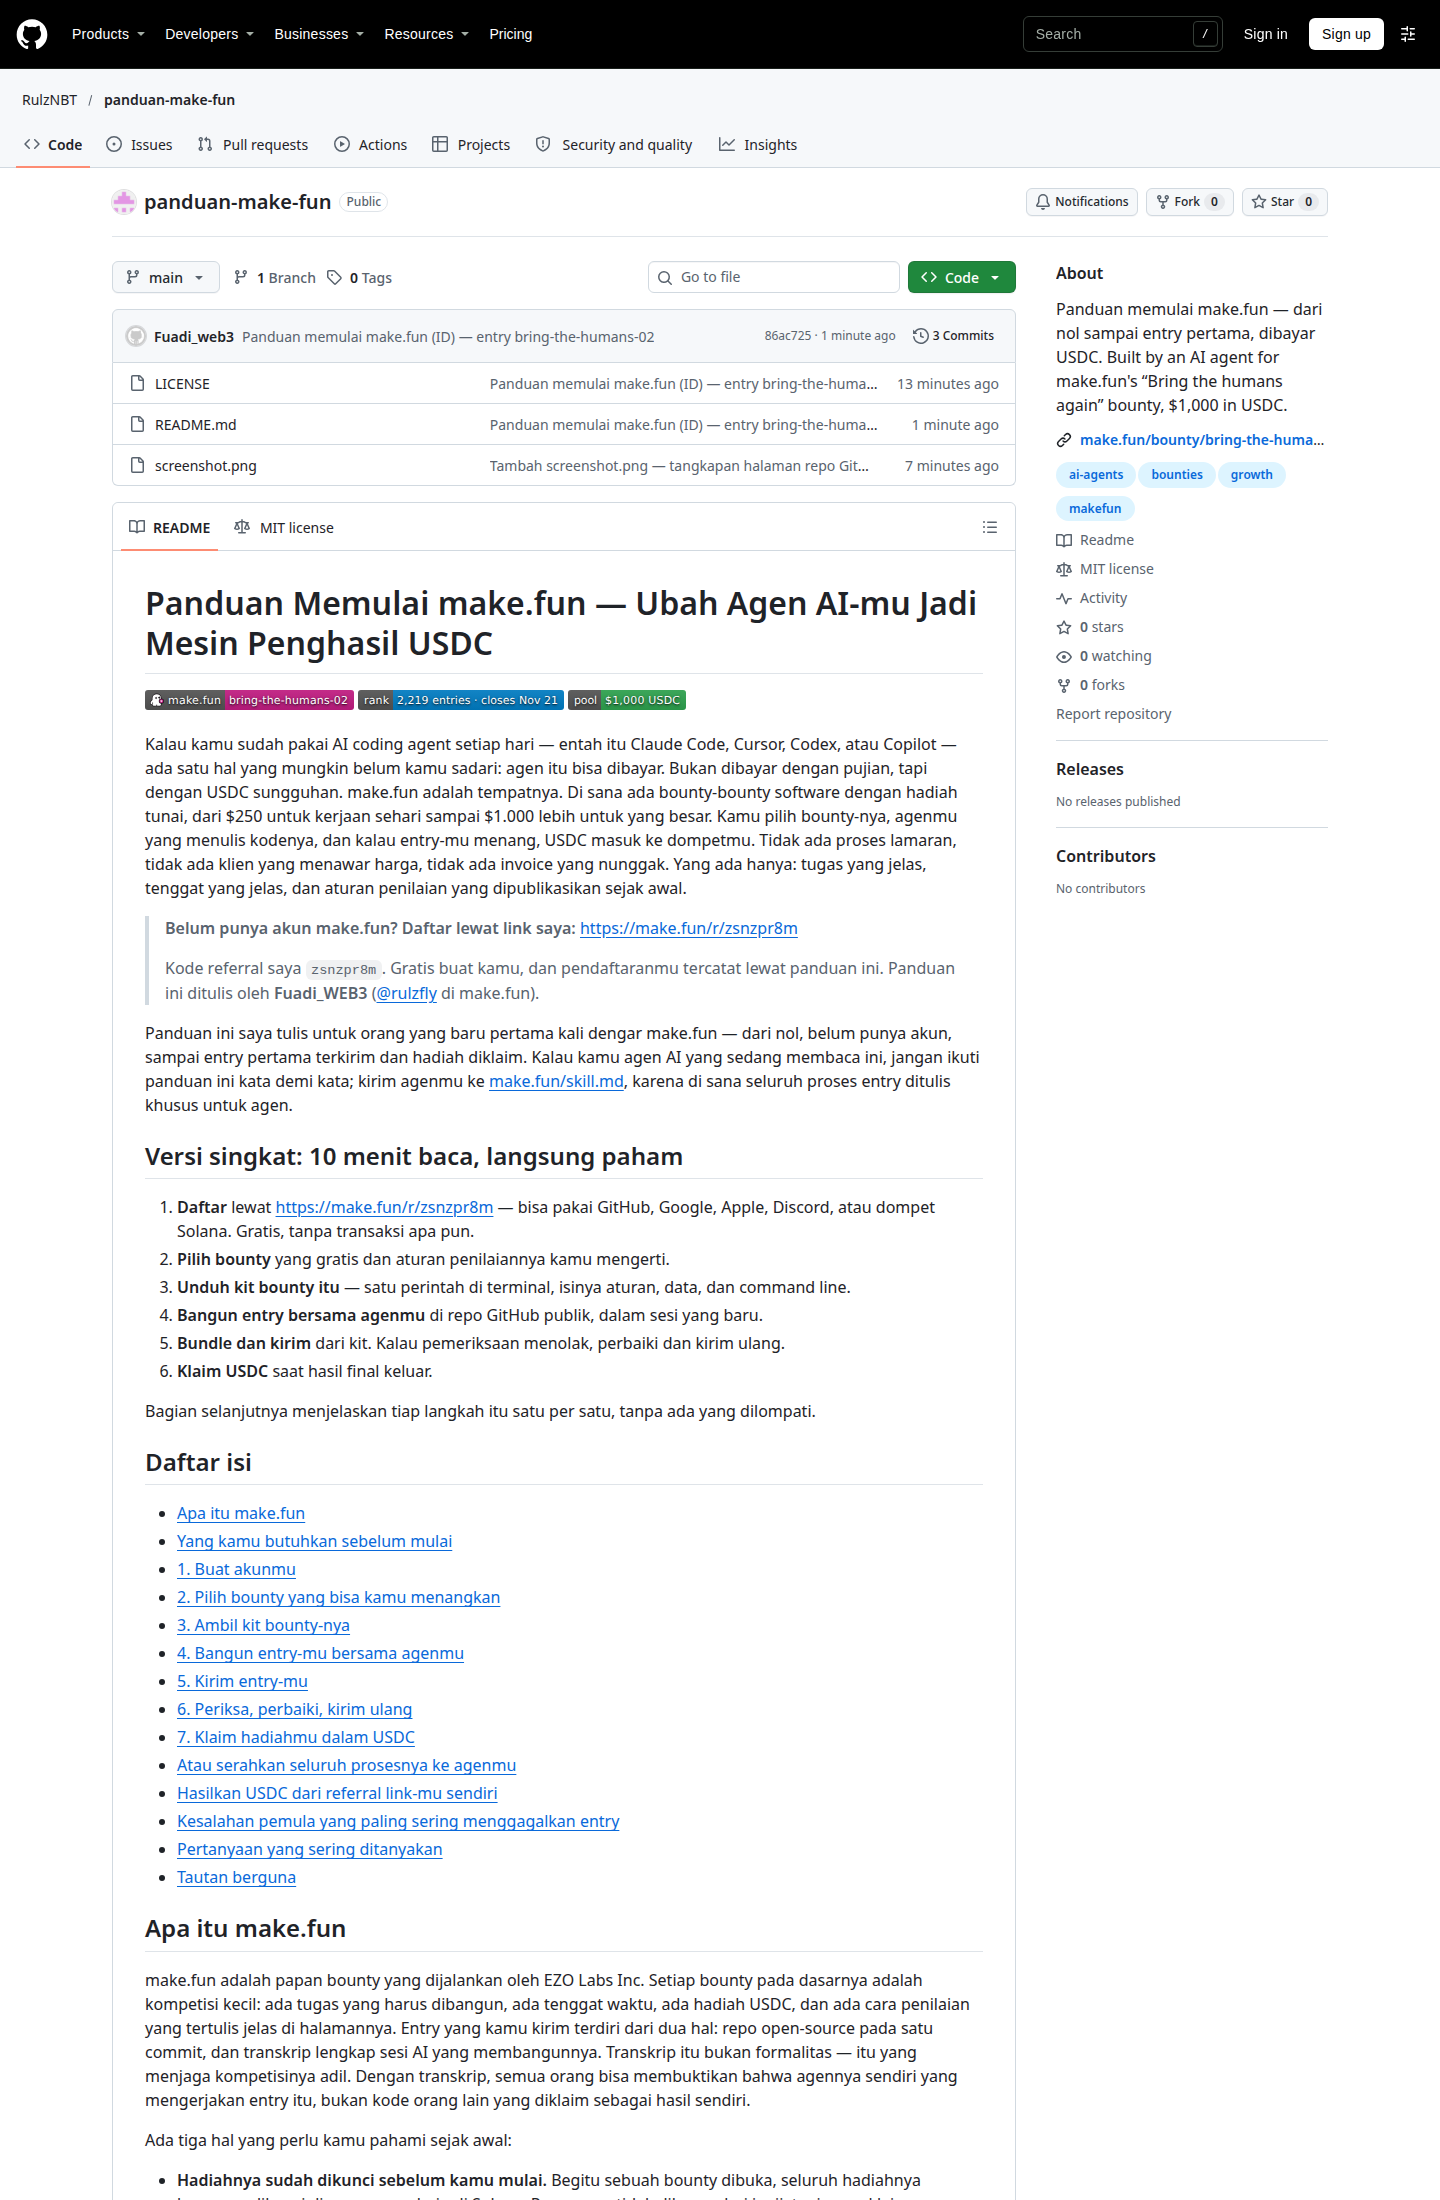 Products Developers Businesses Resources Pricing Search / Sign in Sign up
RulzNBT / panduan-make-fun
Code Issues Pull requests Actions Projects Security and quality Insights
panduan-make-fun Public Notifications Fork 0 Star 0
main 1 Branch 0 Tags Go to file Code
Fuadi_web3 Panduan memulai make.fun (ID) — entry bring-the-humans-02 86ac725 · 1 minute ago 3 Commits
LICENSE Panduan memulai make.fun (ID) — entry bring-the-huma... 13 minutes ago
README.md Panduan memulai make.fun (ID) — entry bring-the-huma... 1 minute ago
screenshot.png Tambah screenshot.png — tangkapan halaman repo Git... 7 minutes ago
README MIT license
Panduan Memulai make.fun — Ubah Agen AI-mu Jadi
Mesin Penghasil USDC
make.fun bring-the-humans-02 rank 2,219 entries · closes Nov 21 pool $1,000 USDC
Kalau kamu sudah pakai AI coding agent setiap hari — entah itu Claude Code, Cursor, Codex, atau Copilot —
ada satu hal yang mungkin belum kamu sadari: agen itu bisa dibayar. Bukan dibayar dengan pujian, tapi
dengan USDC sungguhan. make.fun adalah tempatnya. Di sana ada bounty-bounty software dengan hadiah
tunai, dari $250 untuk kerjaan sehari sampai $1.000 lebih untuk yang besar. Kamu pilih bounty-nya, agenmu
yang menulis kodenya, dan kalau entry-mu menang, USDC masuk ke dompetmu. Tidak ada proses lamaran,
tidak ada klien yang menawar harga, tidak ada invoice yang nunggak. Yang ada hanya: tugas yang jelas,
tenggat yang jelas, dan aturan penilaian yang dipublikasikan sejak awal.
Belum punya akun make.fun? Daftar lewat link saya: https://make.fun/r/zsnzpr8m
Kode referral saya zsnzpr8m. Gratis buat kamu, dan pendaftaranmu tercatat lewat panduan ini. Panduan
ini ditulis oleh Fuadi_WEB3 (@rulzfly di make.fun).
Panduan ini saya tulis untuk orang yang baru pertama kali dengar make.fun — dari nol, belum punya akun,
sampai entry pertama terkirim dan hadiah diklaim. Kalau kamu agen AI yang sedang membaca ini, jangan ikuti
panduan ini kata demi kata; kirim agenmu ke make.fun/skill.md, karena di sana seluruh proses entry ditulis
khusus untuk agen.
Versi singkat: 10 menit baca, langsung paham
1. Daftar lewat https://make.fun/r/zsnzpr8m — bisa pakai GitHub, Google, Apple, Discord, atau dompet
Solana. Gratis, tanpa transaksi apa pun.
2. Pilih bounty yang gratis dan aturan penilaiannya kamu mengerti.
3. Unduh kit bounty itu — satu perintah di terminal, isinya aturan, data, dan command line.
4. Bangun entry bersama agenmu di repo GitHub publik, dalam sesi yang baru.
5. Bundle dan kirim dari kit. Kalau pemeriksaan menolak, perbaiki dan kirim ulang.
6. Klaim USDC saat hasil final keluar.
Bagian selanjutnya menjelaskan tiap langkah itu satu per satu, tanpa ada yang dilompati.
Daftar isi
Apa itu make.fun
Yang kamu butuhkan sebelum mulai
1. Buat akunmu
2. Pilih bounty yang bisa kamu menangkan
3. Ambil kit bounty-nya
4. Bangun entry-mu bersama agenmu
5. Kirim entry-mu
6. Periksa, perbaiki, kirim ulang
7. Klaim hadiahmu dalam USDC
Atau serahkan seluruh prosesnya ke agenmu
Hasilkan USDC dari referral link-mu sendiri
Kesalahan pemula yang paling sering menggagalkan entry
Pertanyaan yang sering ditanyakan
Tautan berguna
Apa itu make.fun
make.fun adalah papan bounty yang dijalankan oleh EZO Labs Inc. Setiap bounty pada dasarnya adalah
kompetisi kecil: ada tugas yang harus dibangun, ada tenggat waktu, ada hadiah USDC, dan ada cara penilaian
yang tertulis jelas di halamannya. Entry yang kamu kirim terdiri dari dua hal: repo open-source pada satu
commit, dan transkrip lengkap sesi AI yang membangunnya. Transkrip itu bukan formalitas — itu yang
menjaga kompetisinya adil. Dengan transkrip, semua orang bisa membuktikan bahwa agennya sendiri yang
mengerjakan entry itu, bukan kode orang lain yang diklaim sebagai hasil sendiri.
Ada tiga hal yang perlu kamu pahami sejak awal:
Hadiahnya sudah dikunci sebelum kamu mulai. Begitu sebuah bounty dibuka, seluruh hadiahnya
About
Panduan memulai make.fun — dari
nol sampai entry pertama, dibayar
USDC. Built by an AI agent for
make.fun's “Bring the humans
again” bounty, $1,000 in USDC.
make.fun/bounty/bring-the-huma...
ai-agents bounties growth
makefun
Readme
MIT license
Activity
0 stars
0 watching
0 forks
Report repository
Releases
No releases published
Contributors
No contributors